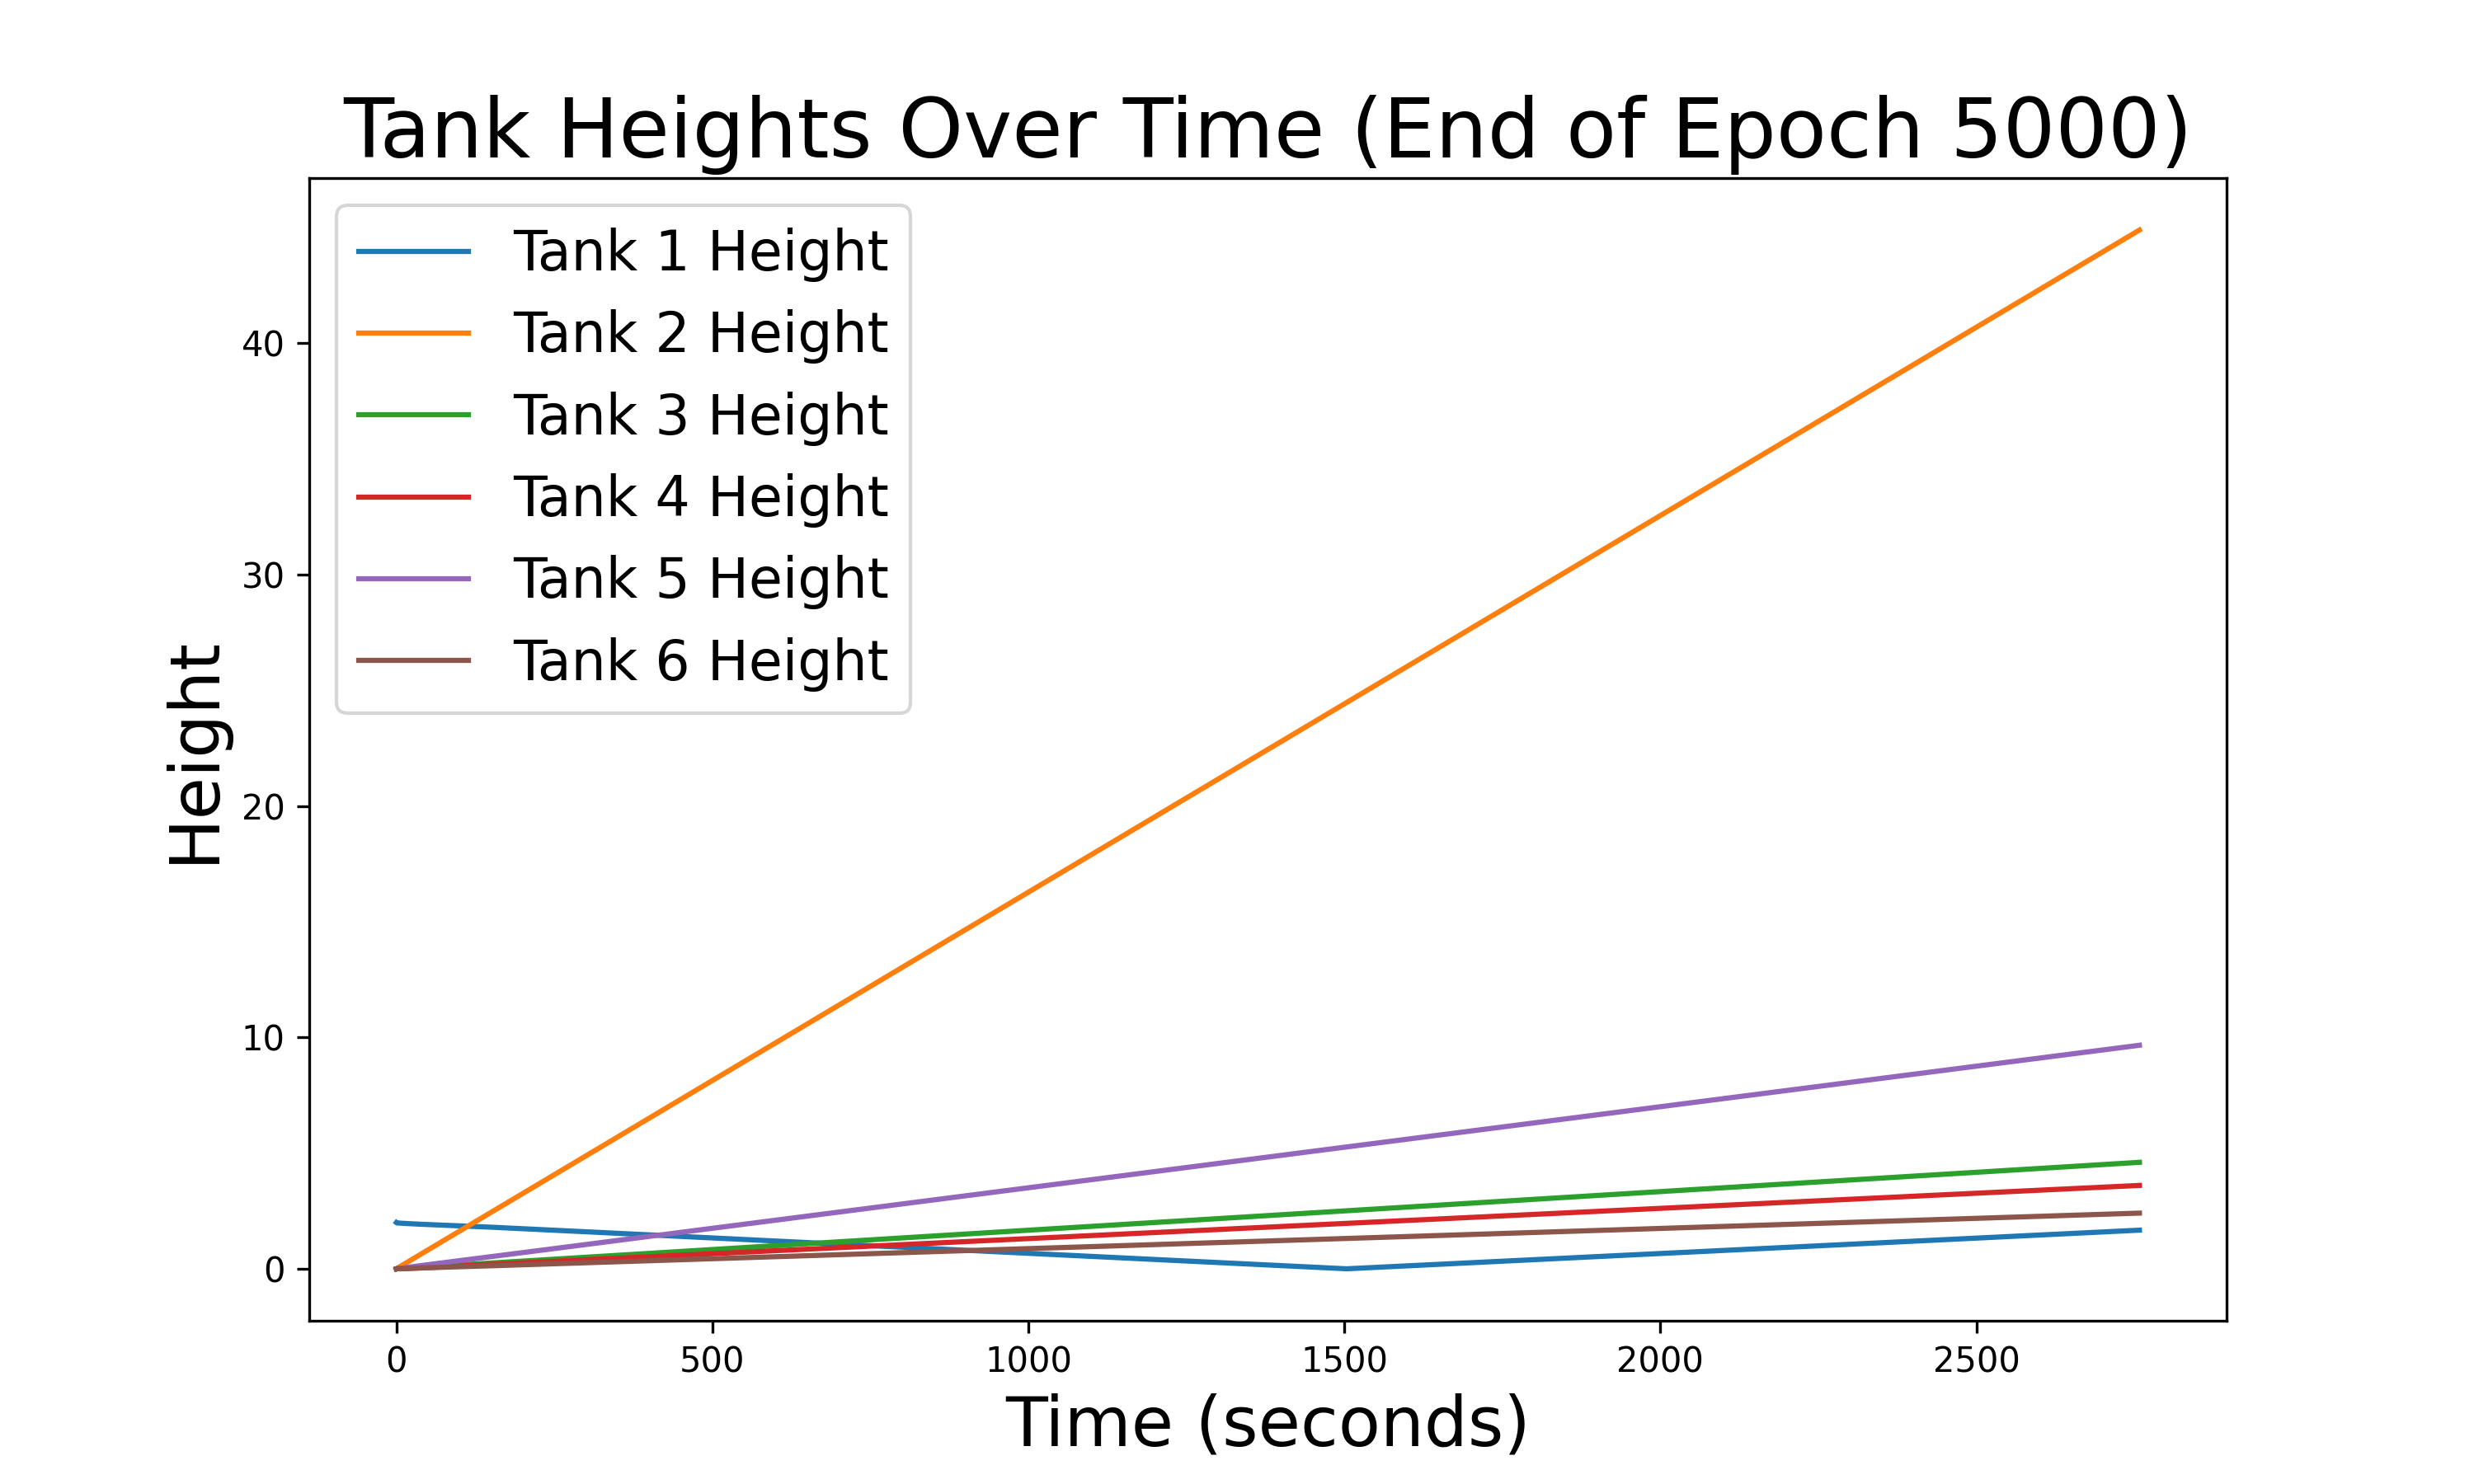 Tank Heights Over Time (End of Epoch 5000)
Tank 1 Height
Tank 2 Height
Tank 3 Height
Tank 4 Height
Tank 5 Height
Tank 6 Height
Height
40
30
20
10
0
0 500 1000 1500 2000 2500
Time (seconds)